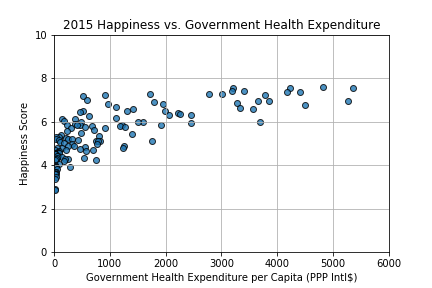 2015 Happiness vs. Government Health Expenditure
10
8
6
4
2
0
Happiness Score
0 1000 2000 3000 4000 5000 6000
Government Health Expenditure per Capita (PPP Intl$)